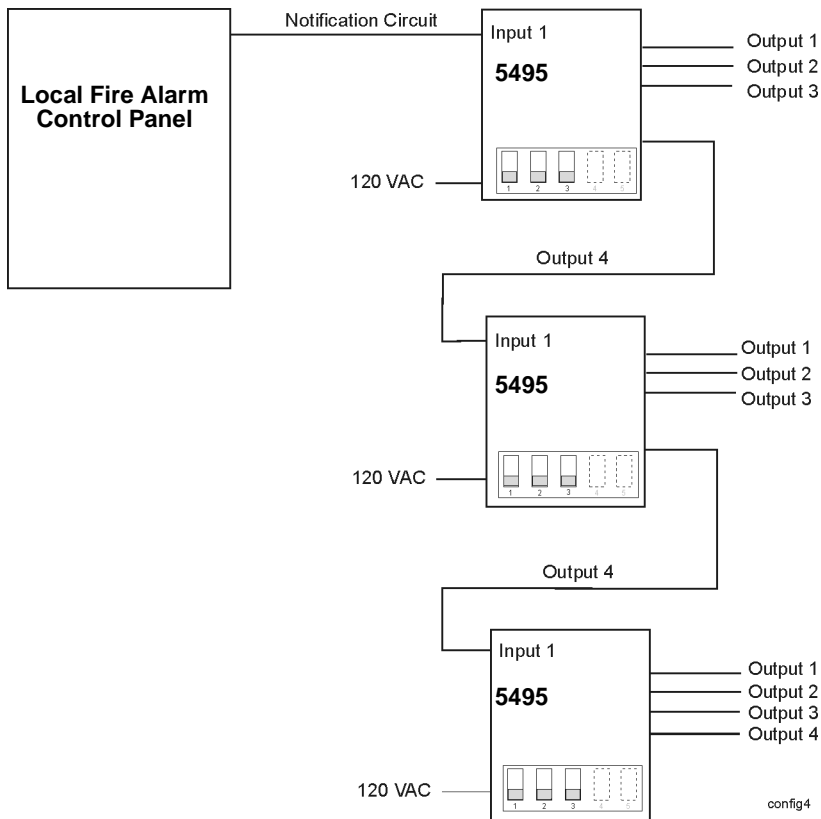 Notification Circuit
Local Fire Alarm
Control Panel
Input 1
5495
Output 1
Output 2
Output 3
1 2 3 4 5
120 VAC
Output 4
Input 1
5495
Output 1
Output 2
Output 3
1 2 3 4 5
120 VAC
Output 4
Input 1
5495
Output 1
Output 2
Output 3
Output 4
1 2 3 4 5
120 VAC
config4